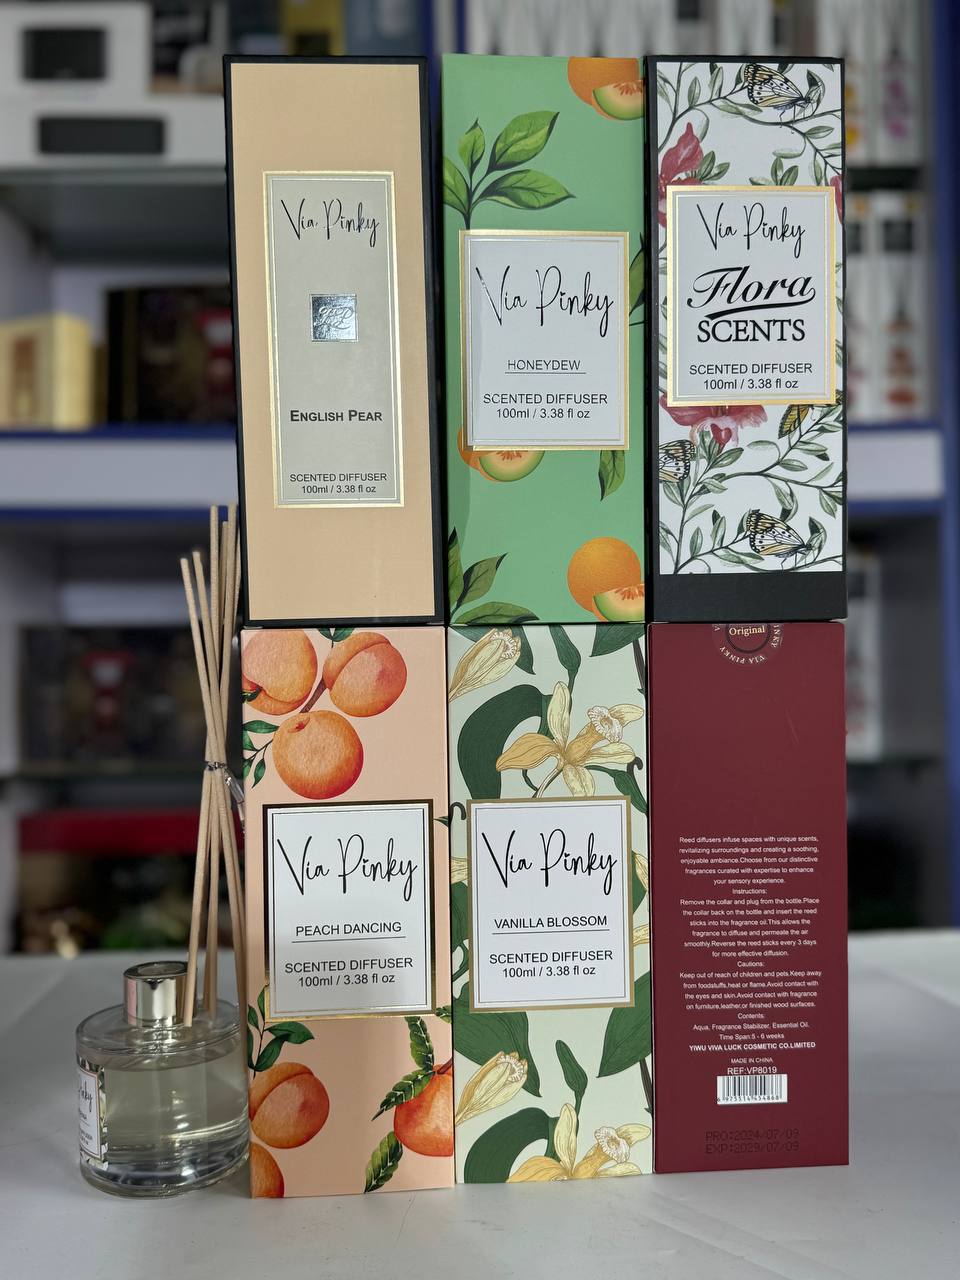 Via Pinky
ENGLISH PEAR
SCENTED DIFFUSER
100ml / 3.38 fl oz
Via Pinky
HONEYDEW
SCENTED DIFFUSER
100ml / 3.38 fl oz
Via Pinky
Flora
SCENTS
SCENTED DIFFUSER
100ml / 3.38 fl oz
Via Pinky
PEACH DANCING
SCENTED DIFFUSER
100ml / 3.38 fl oz
Via Pinky
VANILLA BLOSSOM
SCENTED DIFFUSER
100ml / 3.38 fl oz
Original
VIA PINKY
Reed diffusers infuse spaces with unique scents,
revitalizing surroundings and creating a soothing,
enjoyable ambiance.Choose from our distinctive
fragrances curated with expertise to enhance
your sensory experience.
Instructions:
Remove the collar and plug from the bottle.Place
the collar back on the bottle and insert the reed
sticks into the fragrance oil.This allows the
fragrance to diffuse and permeate the air
smoothly.Reverse the reed sticks every 3 days
for more effective diffusion.
Cautions:
Keep out of reach of children and pets.Keep away
from foodstuffs,heat or flame.Avoid contact with
the eyes and skin.Avoid contact with fragrance
on furniture,leather,or finished wood surfaces.
Contents:
Aqua, Fragrance Stabilizer, Essential Oil.
Time Span:5 - 6 weeks
YIWU VIVA LUCK COSMETIC CO.LIMITED
MADE IN CHINA
REF:VP8019
6 973514 454868
PRO:2024/07/09
EXP:2029/07/09